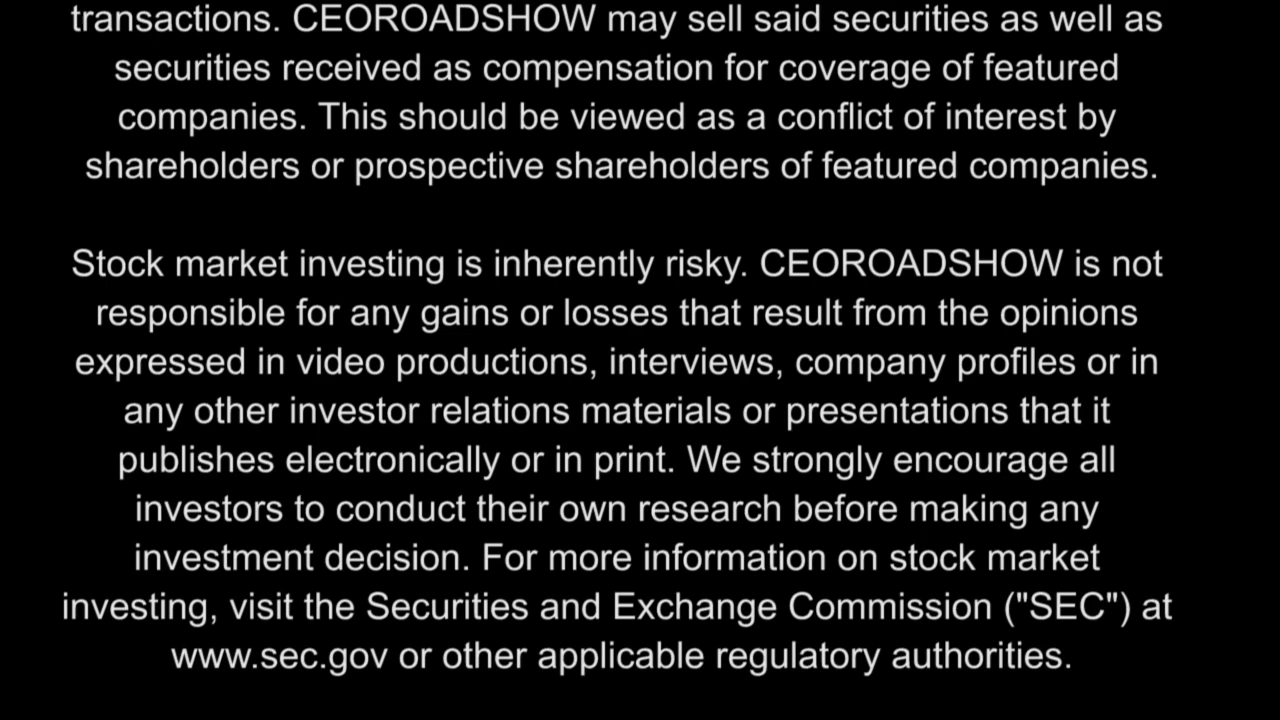 transactions. CEOROADSHOW may sell said securities as well as
securities received as compensation for coverage of featured
companies. This should be viewed as a conflict of interest by
shareholders or prospective shareholders of featured companies.
Stock market investing is inherently risky. CEOROADSHOW is not
responsible for any gains or losses that result from the opinions
expressed in video productions, interviews, company profiles or in
any other investor relations materials or presentations that it
publishes electronically or in print. We strongly encourage all
investors to conduct their own research before making any
investment decision. For more information on stock market
investing, visit the Securities and Exchange Commission ("SEC") at
www.sec.gov or other applicable regulatory authorities.